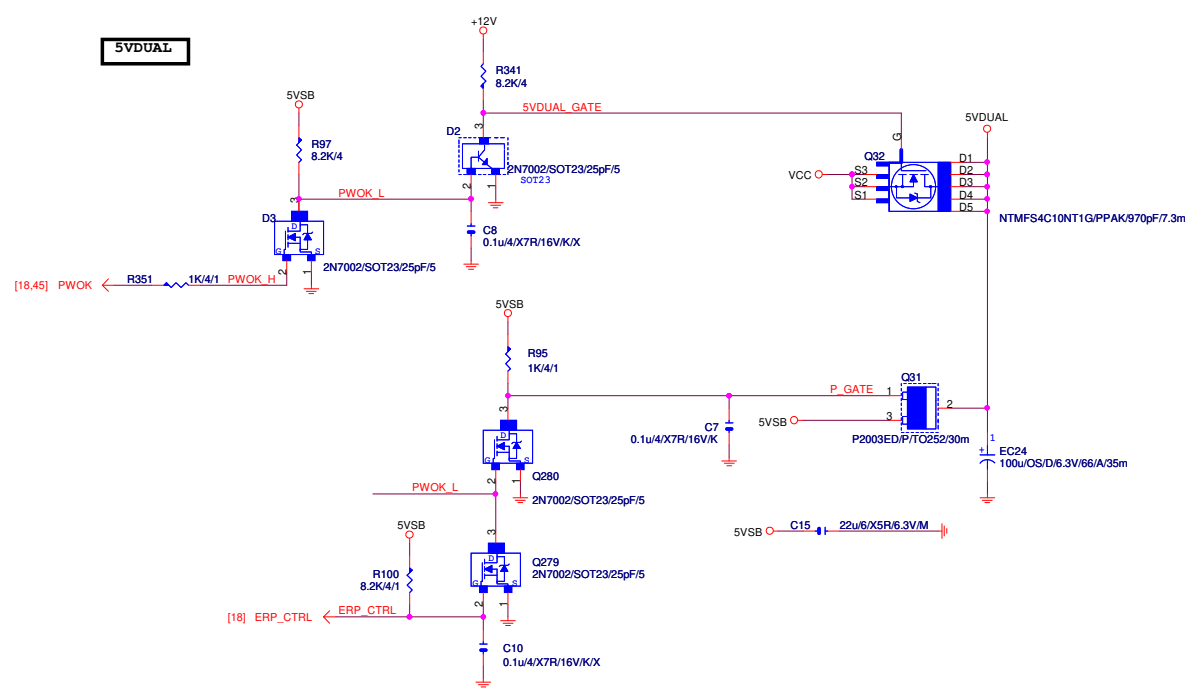 5VDUAL
+12V
R341
8.2K/4
5VSB
5VDUAL_GATE
3
D2
G
5VDUAL
R97
8.2K/4
Q32
2N7002/SOT23/25pF/5
SOT23
VCC
S3
S2
S1
D1
D2
D3
D4
D5
2
1
PWOK_L
3
D3
NTMFS4C10NT1G/PPAK/970pF/7.3m
C8
0.1u/4/X7R/16V/K/X
D
G
S
2N7002/SOT23/25pF/5
2
1
[18,45]
PWOK
R351
1K/4/1
PWOK_H
5VSB
R95
1K/4/1
P_GATE
Q31
1
2
3
3
5VSB
C7
0.1u/4/X7R/16V/K
P2003ED/P/TO252/30m
D
G
S
1
+
EC24
100u/OS/D/6.3V/66/A/35m
Q280
2
1
PWOK_L
2N7002/SOT23/25pF/5
5VSB
5VSB
C15
22u/6/X5R/6.3V/M
3
D
G
S
Q279
2N7002/SOT23/25pF/5
R100
8.2K/4/1
2
1
[18]
ERP_CTRL
ERP_CTRL
C10
0.1u/4/X7R/16V/K/X